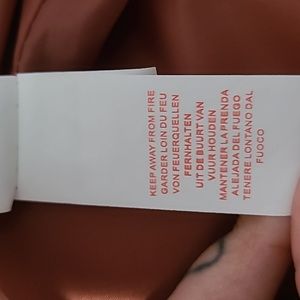 KEEP AWAY FROM FIRE
GARDER LOIN DU FEU
VON FEUERQUELLEN
FERNHALTEN
UIT DE BUURT VAN
VUUR HOUDEN
MANTENER LA PRENDA
ALEJADA DEL FUEGO
TENERE LONTANO DAL
FUOCO